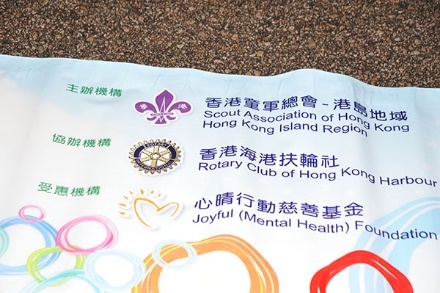 主辦機構
香港童軍總會 - 港島地域
Scout Association of Hong Kong
Hong Kong Island Region
協辦機構
香港海港扶輪社
Rotary Club of Hong Kong Harbour
受惠機構
心晴行動慈善基金
Joyful (Mental Health) Foundation